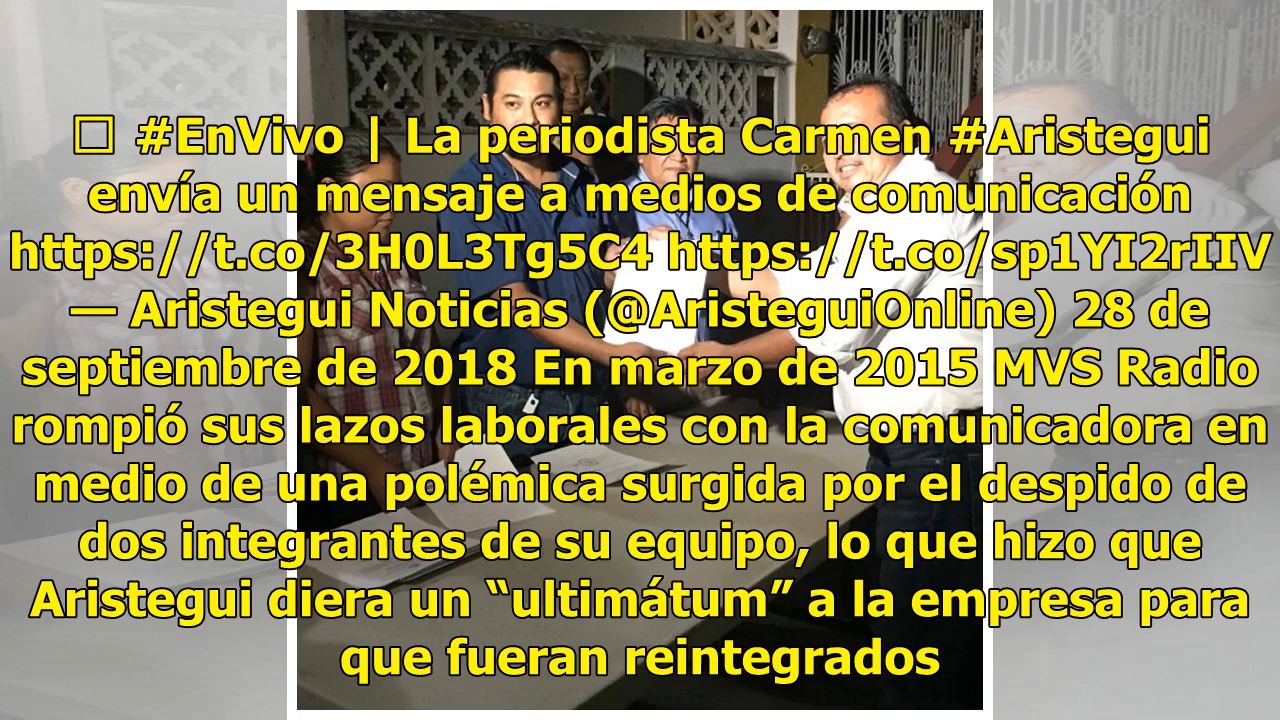 □ #EnVivo | La periodista Carmen #Aristegui
envía un mensaje a medios de comunicación
https://t.co/3H0L3Tg5C4 https://t.co/sp1YI2rIIV
— Aristegui Noticias (@AristeguiOnline) 28 de
septiembre de 2018 En marzo de 2015 MVS Radio
rompió sus lazos laborales con la comunicadora en
medio de una polémica surgida por el despido de
dos integrantes de su equipo, lo que hizo que
Aristegui diera un “ultimátum” a la empresa para
que fueran reintegrados